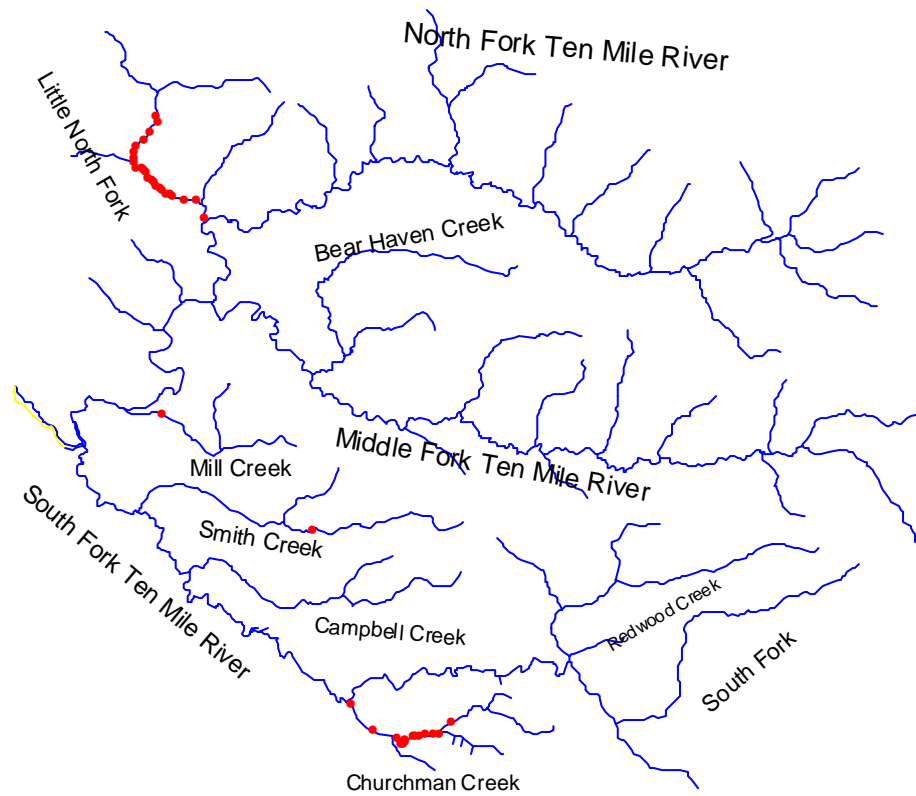 North Fork Ten Mile River
Little North Fork
Bear Haven Creek
Middle Fork Ten Mile River
Mill Creek
Smith Creek
South Fork Ten Mile River
Campbell Creek
Redwood Creek
South Fork
Churchman Creek